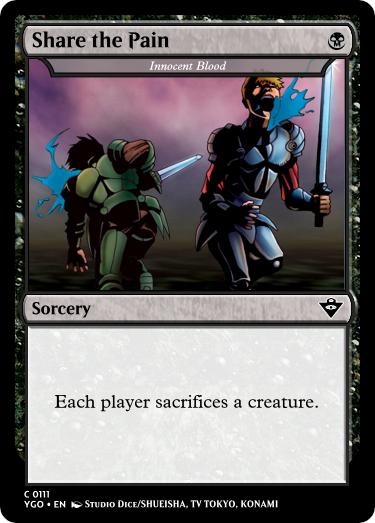 Share the Pain
Innocent Blood
Sorcery
Each player sacrifices a creature.
C 0111
YGO • EN Studio Dice/SHUEISHA, TV TOKYO, KONAMI